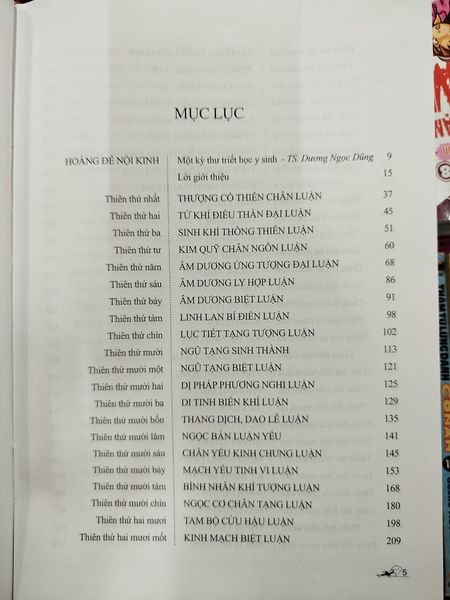 MỤC LỤC
HOÀNG ĐẾ NỘI KINH Một kỳ thư triết học y sinh - TS. Dương Ngọc Dũng 9
Lời giới thiệu 15
Thiên thứ nhất THƯỢNG CỔ THIÊN CHÂN LUẬN 37
Thiên thứ hai TỨ KHÍ ĐIỀU THẦN ĐẠI LUẬN 45
Thiên thứ ba SINH KHÍ THÔNG THIÊN LUẬN 51
Thiên thứ tư KIM QUỸ CHÂN NGÔN LUẬN 60
Thiên thứ năm ÂM DƯƠNG ỨNG TƯỢNG ĐẠI LUẬN 68
Thiên thứ sáu ÂM DƯƠNG LY HỢP LUẬN 86
Thiên thứ bảy ÂM DƯƠNG BIỆT LUẬN 91
Thiên thứ tám LINH LAN BÍ ĐIỂN LUẬN 98
Thiên thứ chín LỤC TIẾT TẠNG TƯỢNG LUẬN 102
Thiên thứ mười NGŨ TẠNG SINH THÀNH 113
Thiên thứ mười một NGŨ TẠNG BIỆT LUẬN 121
Thiên thứ mười hai DỊ PHÁP PHƯƠNG NGHI LUẬN 125
Thiên thứ mười ba DI TINH BIẾN KHÍ LUẬN 129
Thiên thứ mười bốn THANG DỊCH, DAO LỄ LUẬN 135
Thiên thứ mười lăm NGỌC BẢN LUẬN YẾU 141
Thiên thứ mười sáu CHẨN YẾU KINH CHUNG LUẬN 145
Thiên thứ mười bảy MẠCH YẾU TINH VI LUẬN 153
Thiên thứ mười tám BÌNH NHÂN KHÍ TƯỢNG LUẬN 168
Thiên thứ mười chín NGỌC CƠ CHÂN TẠNG LUẬN 180
Thiên thứ hai mươi TAM BỘ CỬU HẬU LUẬN 198
Thiên thứ hai mươi mốt KINH MẠCH BIỆT LUẬN 209
5
THÁM TỬ LỪNG DANH
CONAN